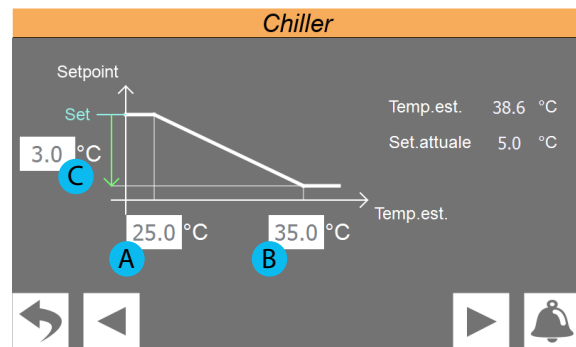 Chiller
Setpoint
Set
Temp.est. 38.6 °C
3.0 °C
Set.attuale 5.0 °C
C
Temp.est.
25.0 °C
35.0 °C
A
B